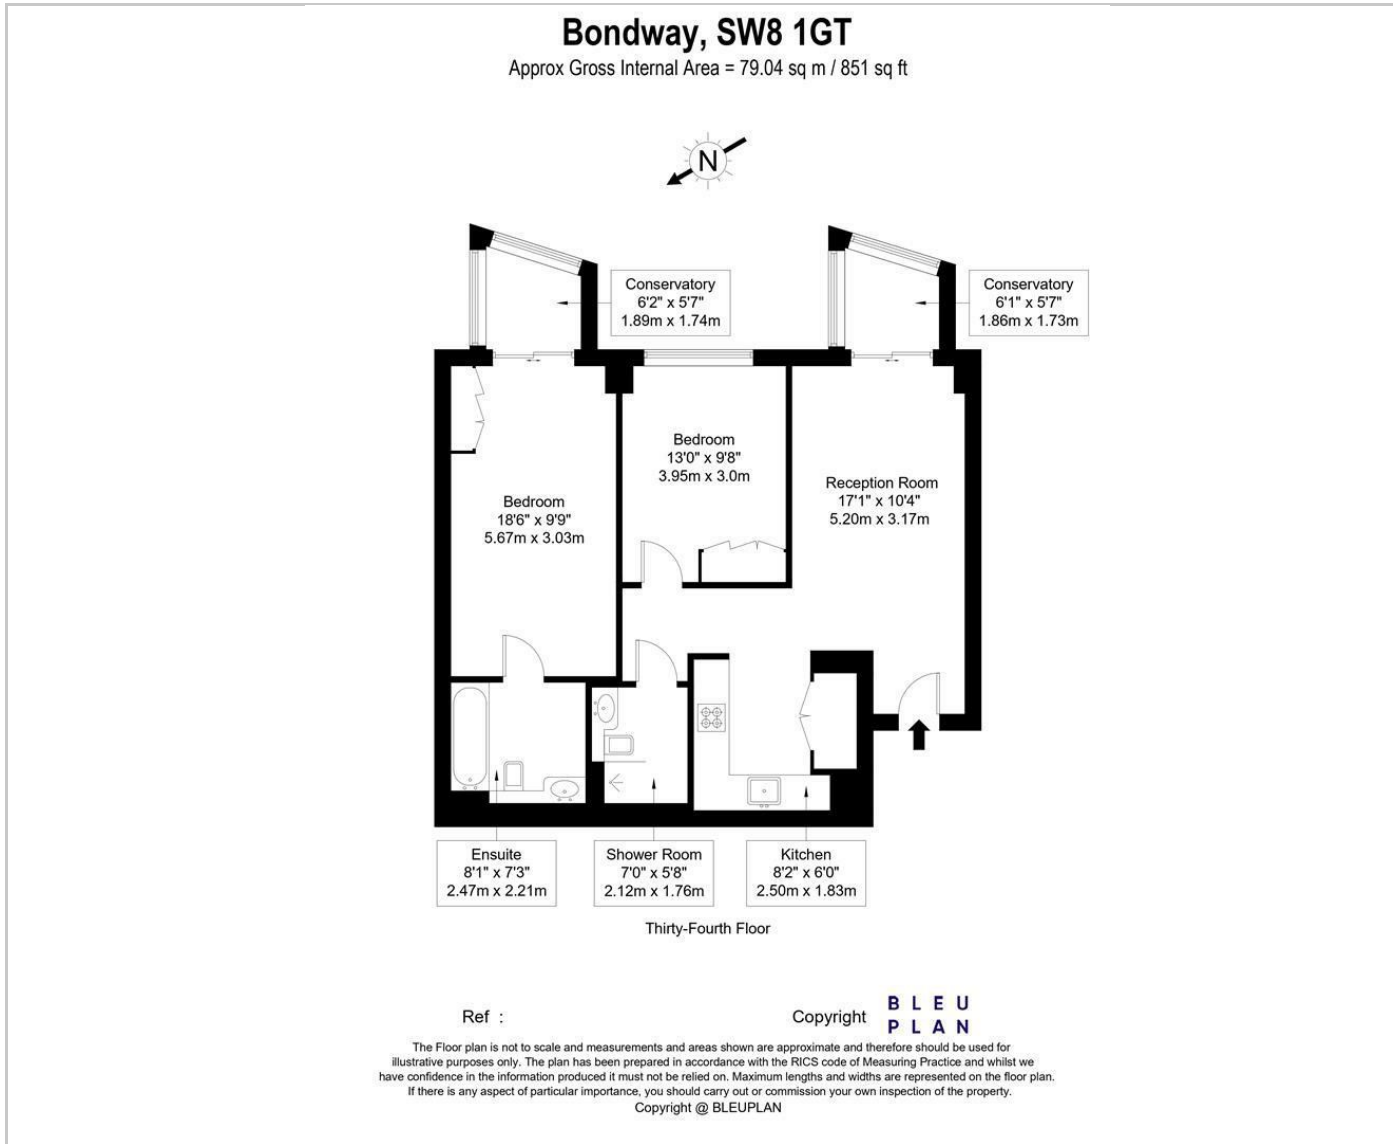 Bondway, SW8 1GT
Approx Gross Internal Area = 79.04 sq m / 851 sq ft
N
Conservatory
6'2" x 5'7"
1.89m x 1.74m
Conservatory
6'1" x 5'7"
1.86m x 1.73m
Bedroom
13'0" x 9'8"
3.95m x 3.0m
Reception Room
17'1" x 10'4"
5.20m x 3.17m
Bedroom
18'6" x 9'9"
5.67m x 3.03m
Ensuite
8'1" x 7'3"
2.47m x 2.21m
Shower Room
7'0" x 5'8"
2.12m x 1.76m
Kitchen
8'2" x 6'0"
2.50m x 1.83m
Thirty-Fourth Floor
Ref :
Copyright
BLEU
PLAN
The Floor plan is not to scale and measurements and areas shown are approximate and therefore should be used for
illustrative purposes only. The plan has been prepared in accordance with the RICS code of Measuring Practice and whilst we
have confidence in the information produced it must not be relied on. Maximum lengths and widths are represented on the floor plan.
If there is any aspect of particular importance, you should carry out or commission your own inspection of the property.
Copyright @ BLEUPLAN